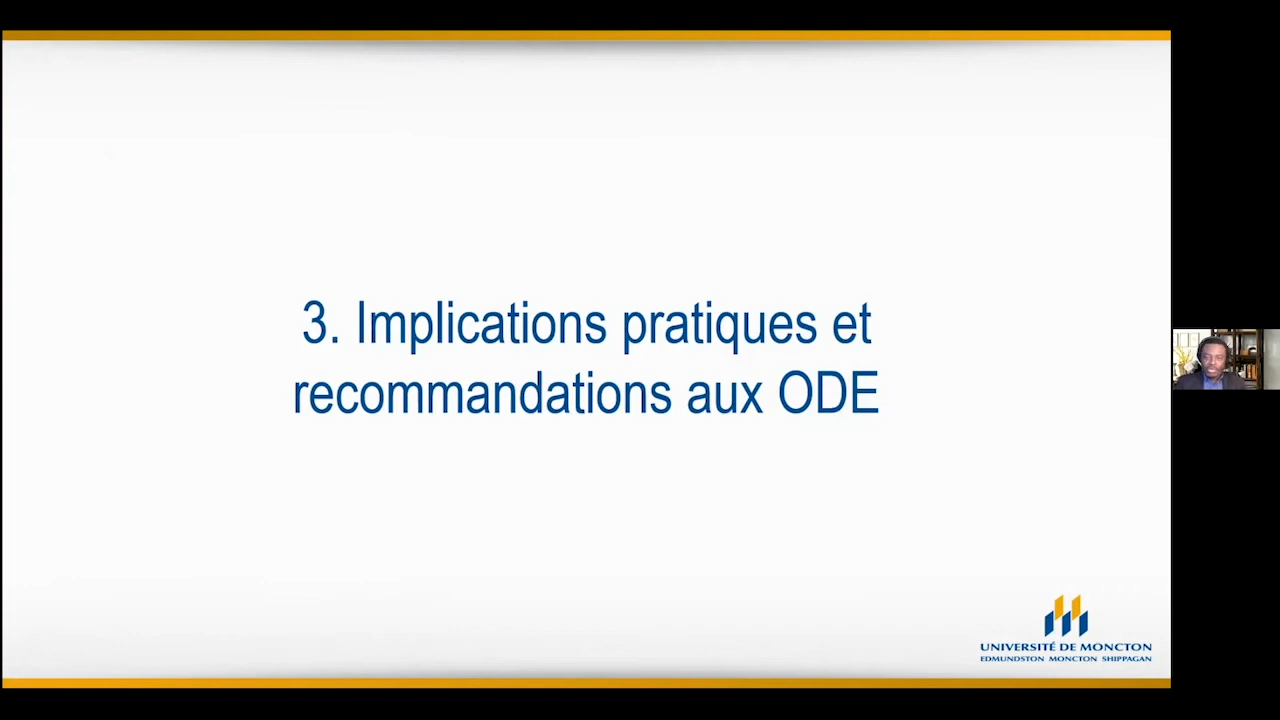 3. Implications pratiques et
recommandations aux ODE
UNIVERSITÉ DE MONCTON
EDMUNDSTON MONCTON SHIPPAGAN